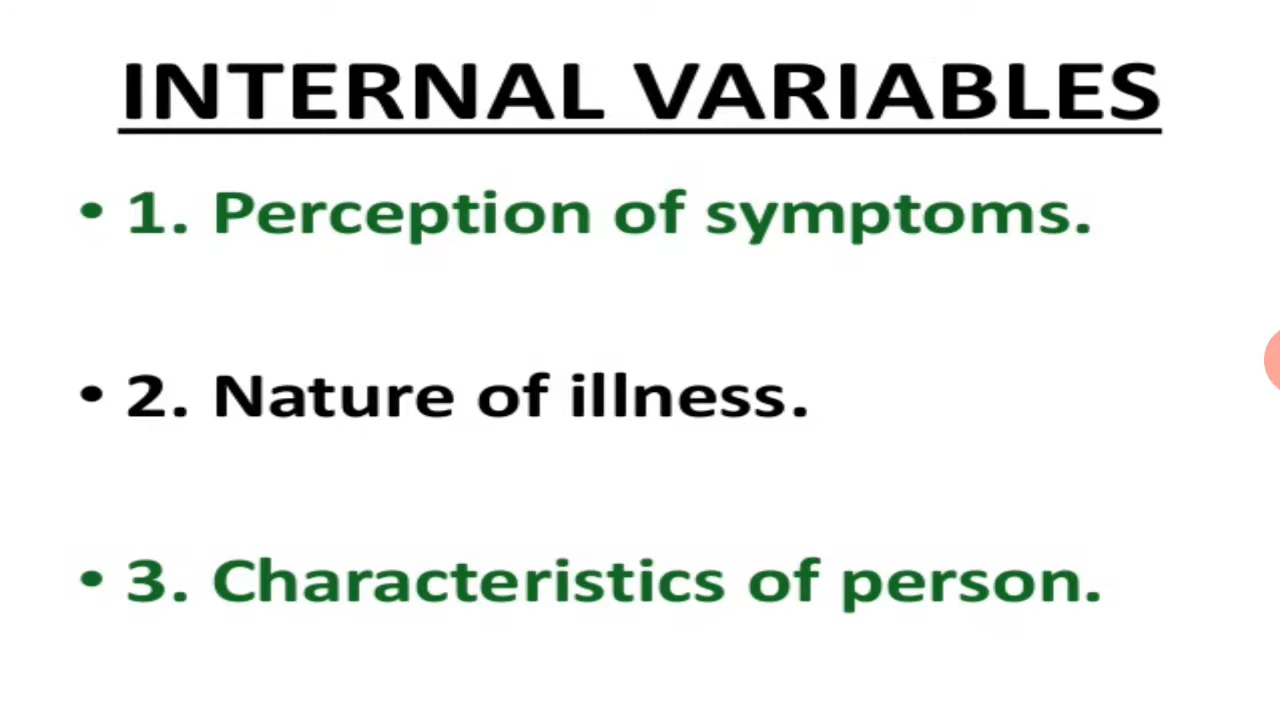 INTERNAL VARIABLES
• 1. Perception of symptoms.
• 2. Nature of illness.
• 3. Characteristics of person.